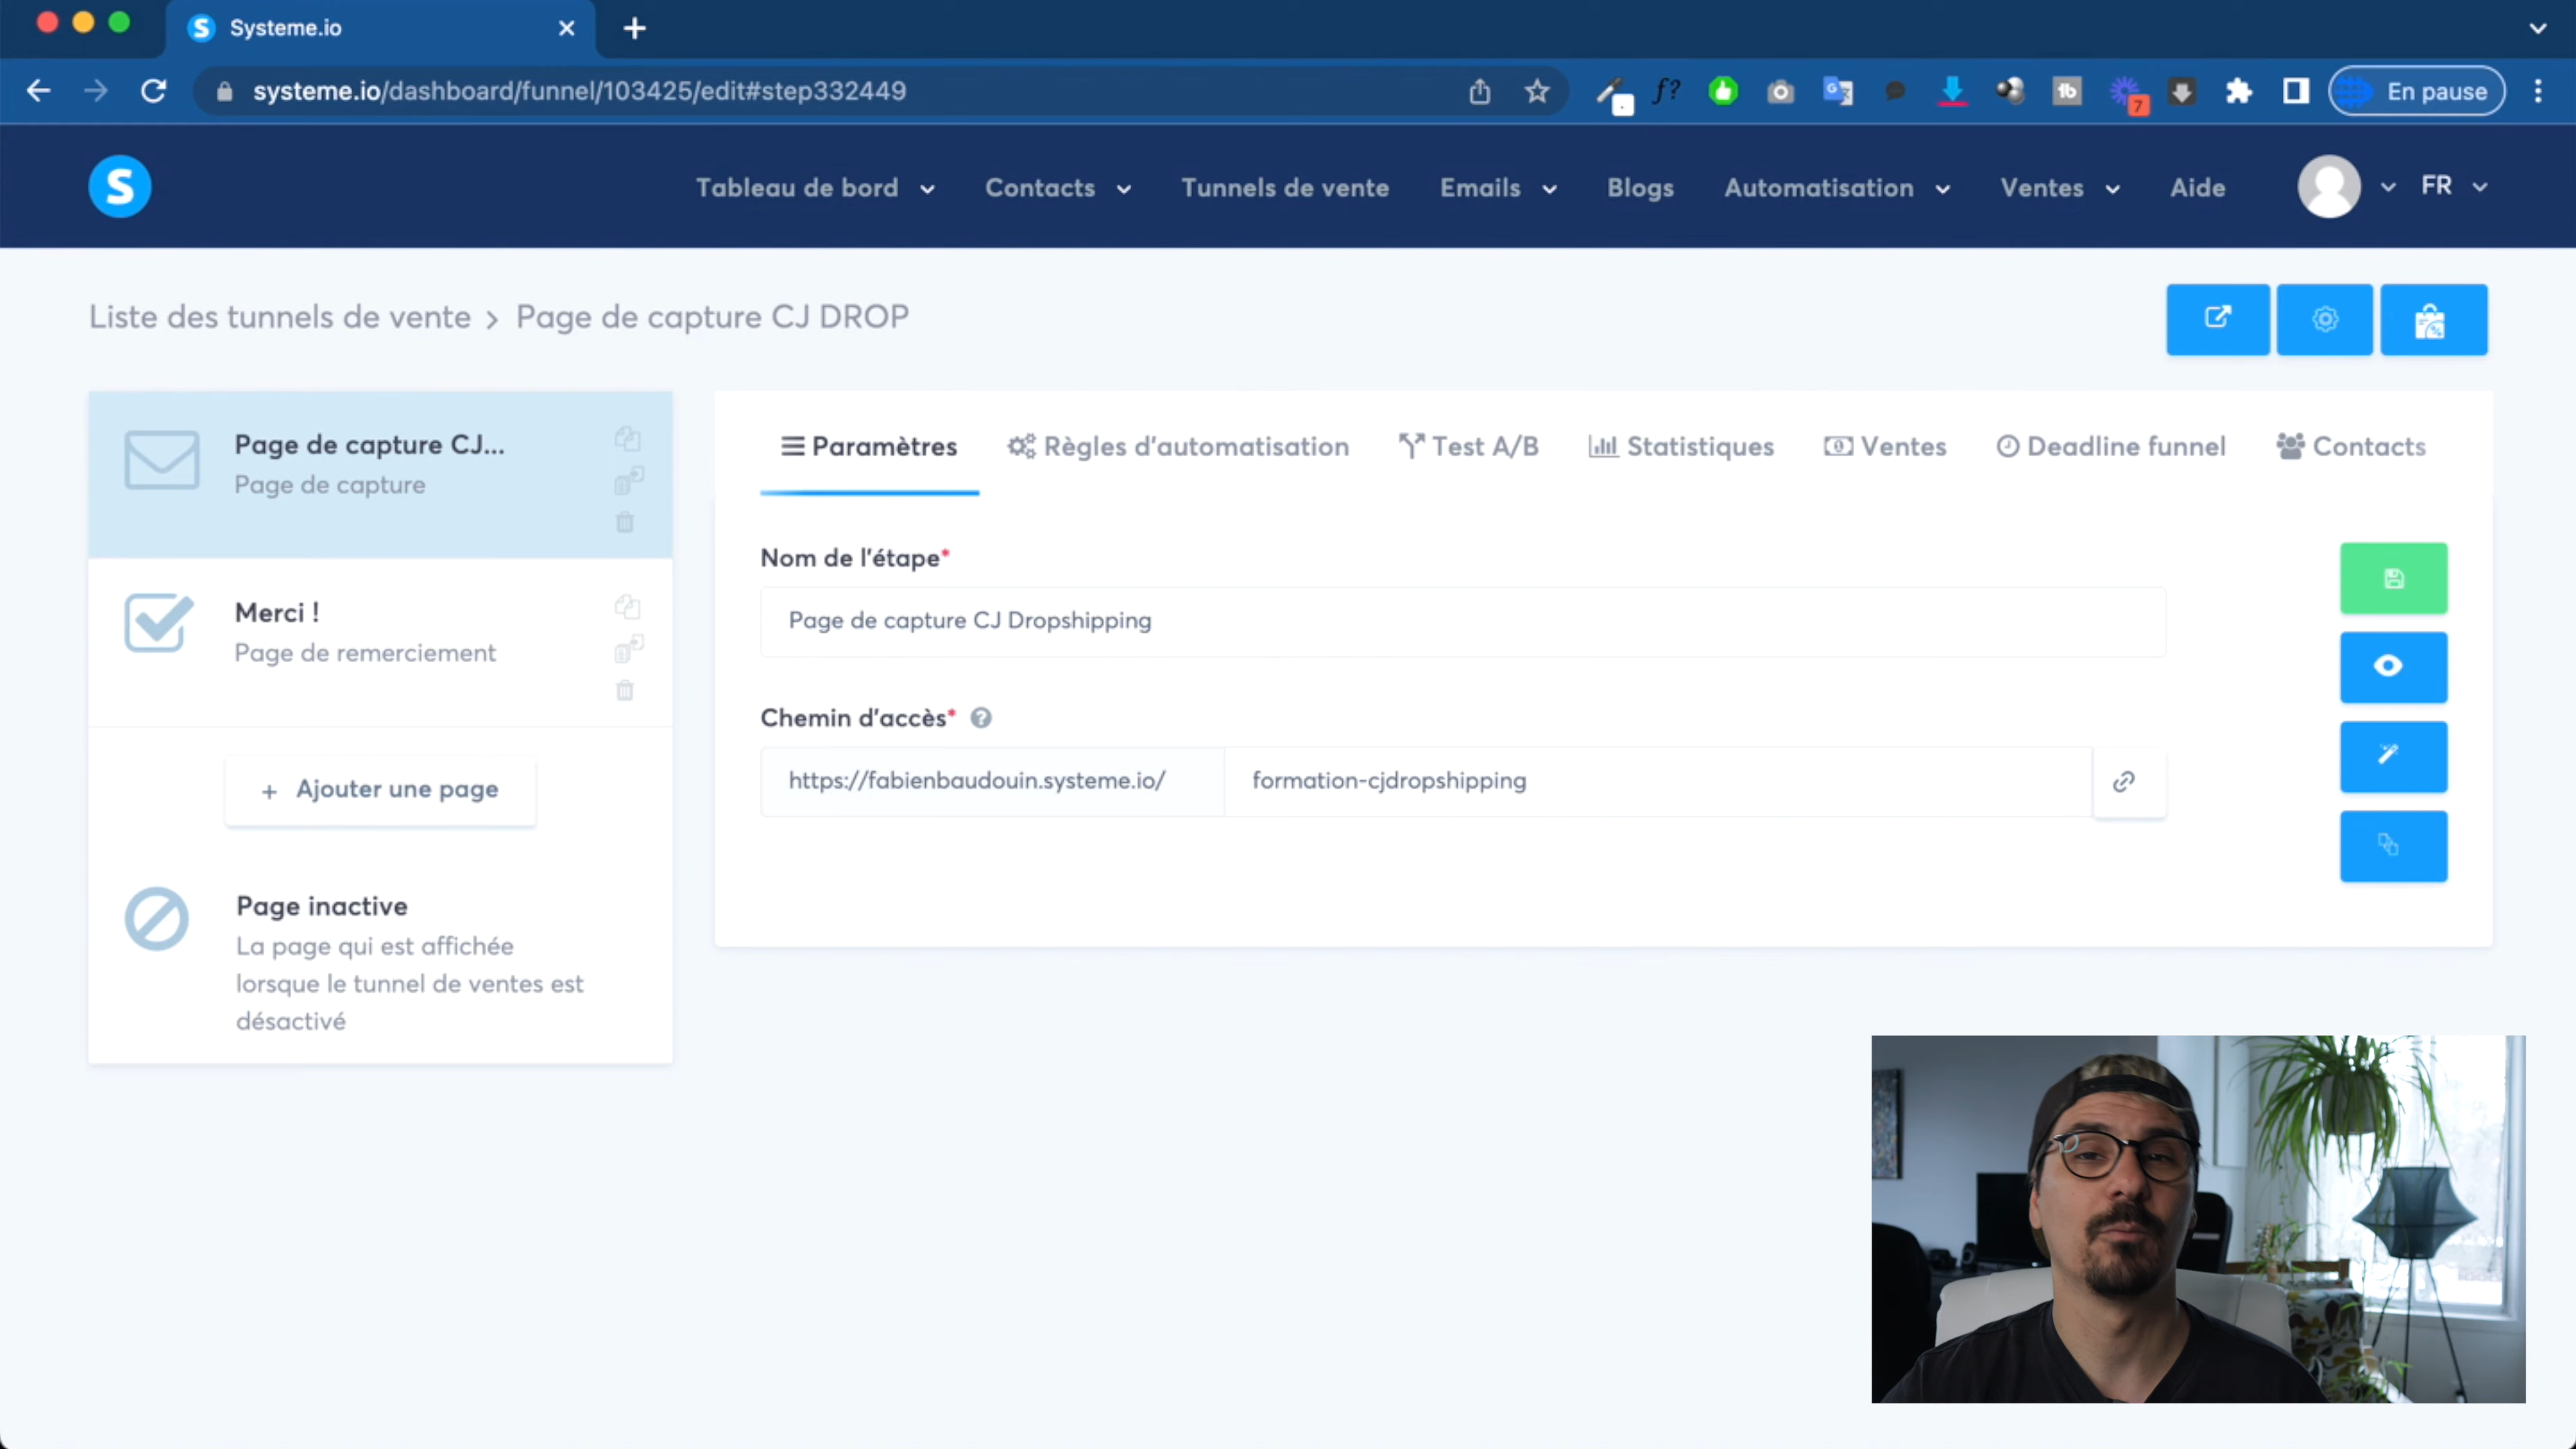 Systeme.io
systeme.io/dashboard/funnel/103425/edit#step332449
f?
7
En pause
S
Tableau de bord
Contacts
Tunnels de vente
Emails
Blogs
Automatisation
Ventes
Aide
FR
Liste des tunnels de vente > Page de capture CJ DROP
Page de capture CJ...
Page de capture
Merci !
Page de remerciement
+ Ajouter une page
Page inactive
La page qui est affichée
lorsque le tunnel de ventes est
désactivé
Paramètres
Règles d'automatisation
Test A/B
Statistiques
Ventes
Deadline funnel
Contacts
Nom de l'étape*
Page de capture CJ Dropshipping
Chemin d'accès* ?
https://fabienbaudouin.systeme.io/
formation-cjdropshipping